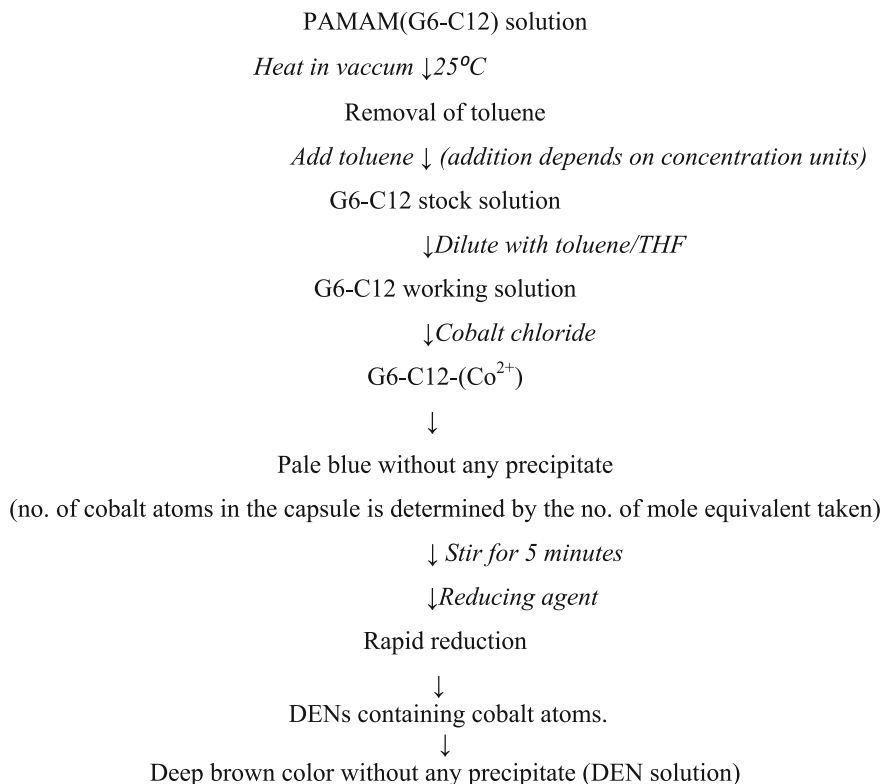 PAMAM(G6-C12) solution
Heat in vaccum ↓25⁰C
Removal of toluene
Add toluene ↓ (addition depends on concentration units)
G6-C12 stock solution
↓Dilute with toluene/THF
G6-C12 working solution
↓Cobalt chloride
G6-C12-(Co²⁺)
↓
Pale blue without any precipitate
(no. of cobalt atoms in the capsule is determined by the no. of mole equivalent taken)
↓ Stir for 5 minutes
↓Reducing agent
Rapid reduction
↓
DENs containing cobalt atoms.
↓
Deep brown color without any precipitate (DEN solution)